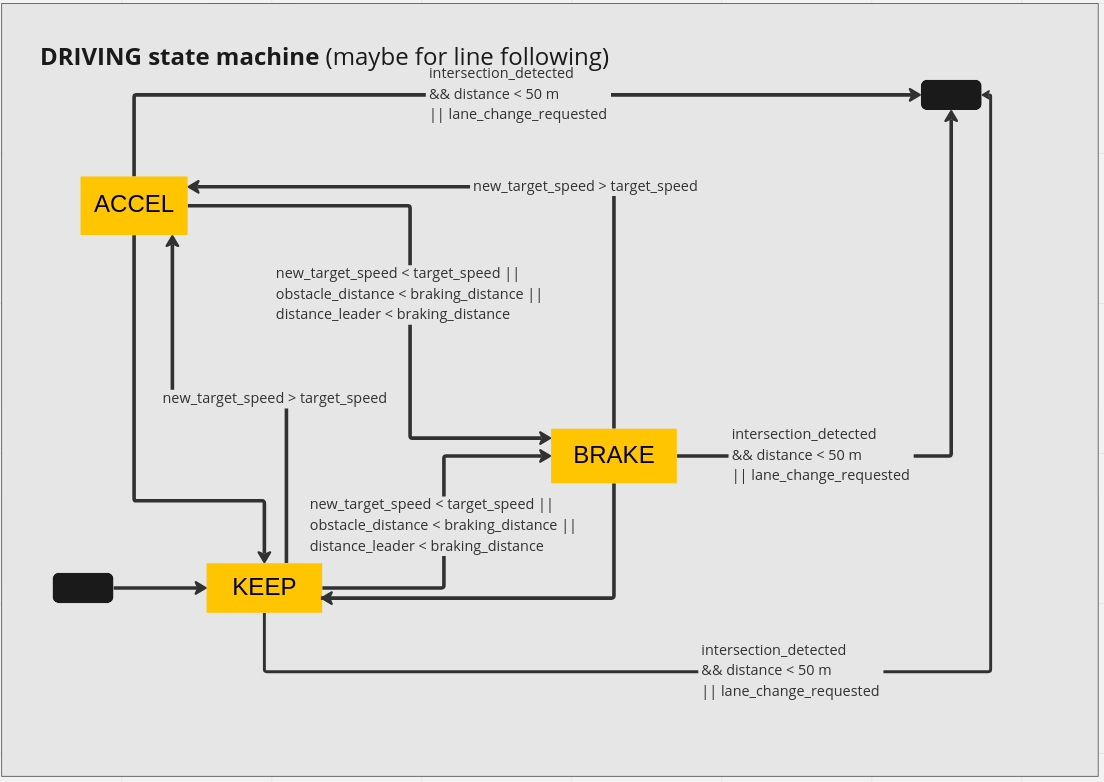 DRIVING state machine (maybe for line following)
intersection_detected
&& distance < 50 m
|| lane_change_requested
new_target_speed > target_speed
ACCEL
new_target_speed < target_speed ||
obstacle_distance < braking_distance ||
distance_leader < braking_distance
new_target_speed > target_speed
intersection_detected
&& distance < 50 m
|| lane_change_requested
BRAKE
new_target_speed < target_speed ||
obstacle_distance < braking_distance ||
distance_leader < braking_distance
KEEP
intersection_detected
&& distance < 50 m
|| lane_change_requested